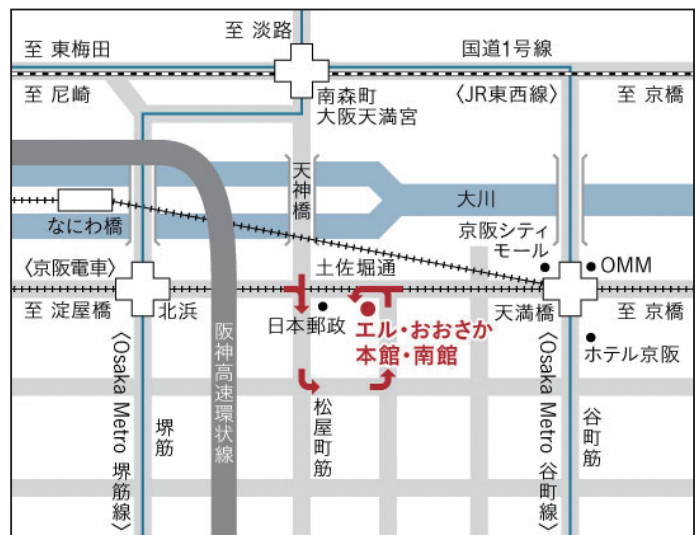 至 淡路
至 東梅田
国道1号線
至 尼崎
南森町
大阪天満宮
〈JR東西線〉
至 京橋
天神橋
大川
なにわ橋
京阪シティ
モール
OMM
〈京阪電車〉
土佐堀通
至 淀屋橋
北浜
日本郵政
天満橋
至 京橋
エル・おおさか
本館・南館
ホテル京阪
阪神高速環状線
〈Osaka Metro 堺筋線〉
堺筋
松屋町筋
〈Osaka Metro 谷町線〉
谷町筋